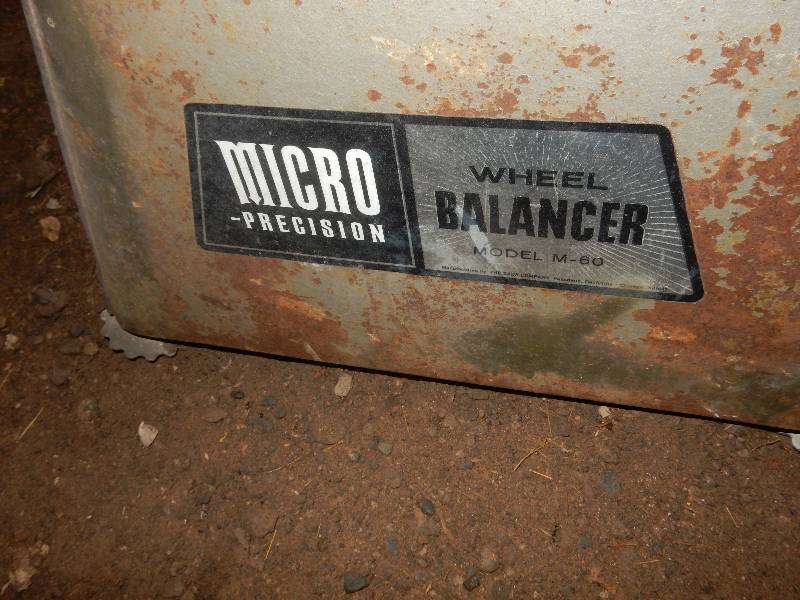 MICRO
-PRECISION
WHEEL
BALANCER
MODEL M-60